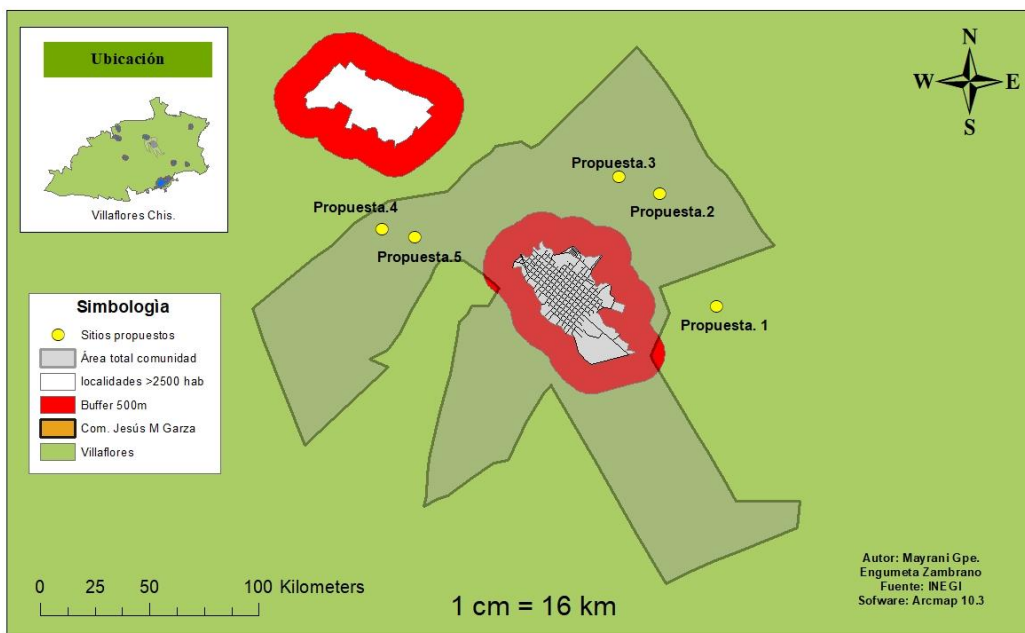 Ubicación
Villaflores Chis.
N
W
E
S
Propuesta.3
Propuesta.2
Propuesta.4
Propuesta.5
Propuesta. 1
Simbologìa
Sitios propuestos
Área total comunidad
localidades >2500 hab
Buffer 500m
Com. Jesús M Garza
Villaflores
0 25 50 100 Kilometers
1 cm = 16 km
Autor: Mayrani Gpe.
Engumeta Zambrano
Fuente: INEGI
Sofware: Arcmap 10.3